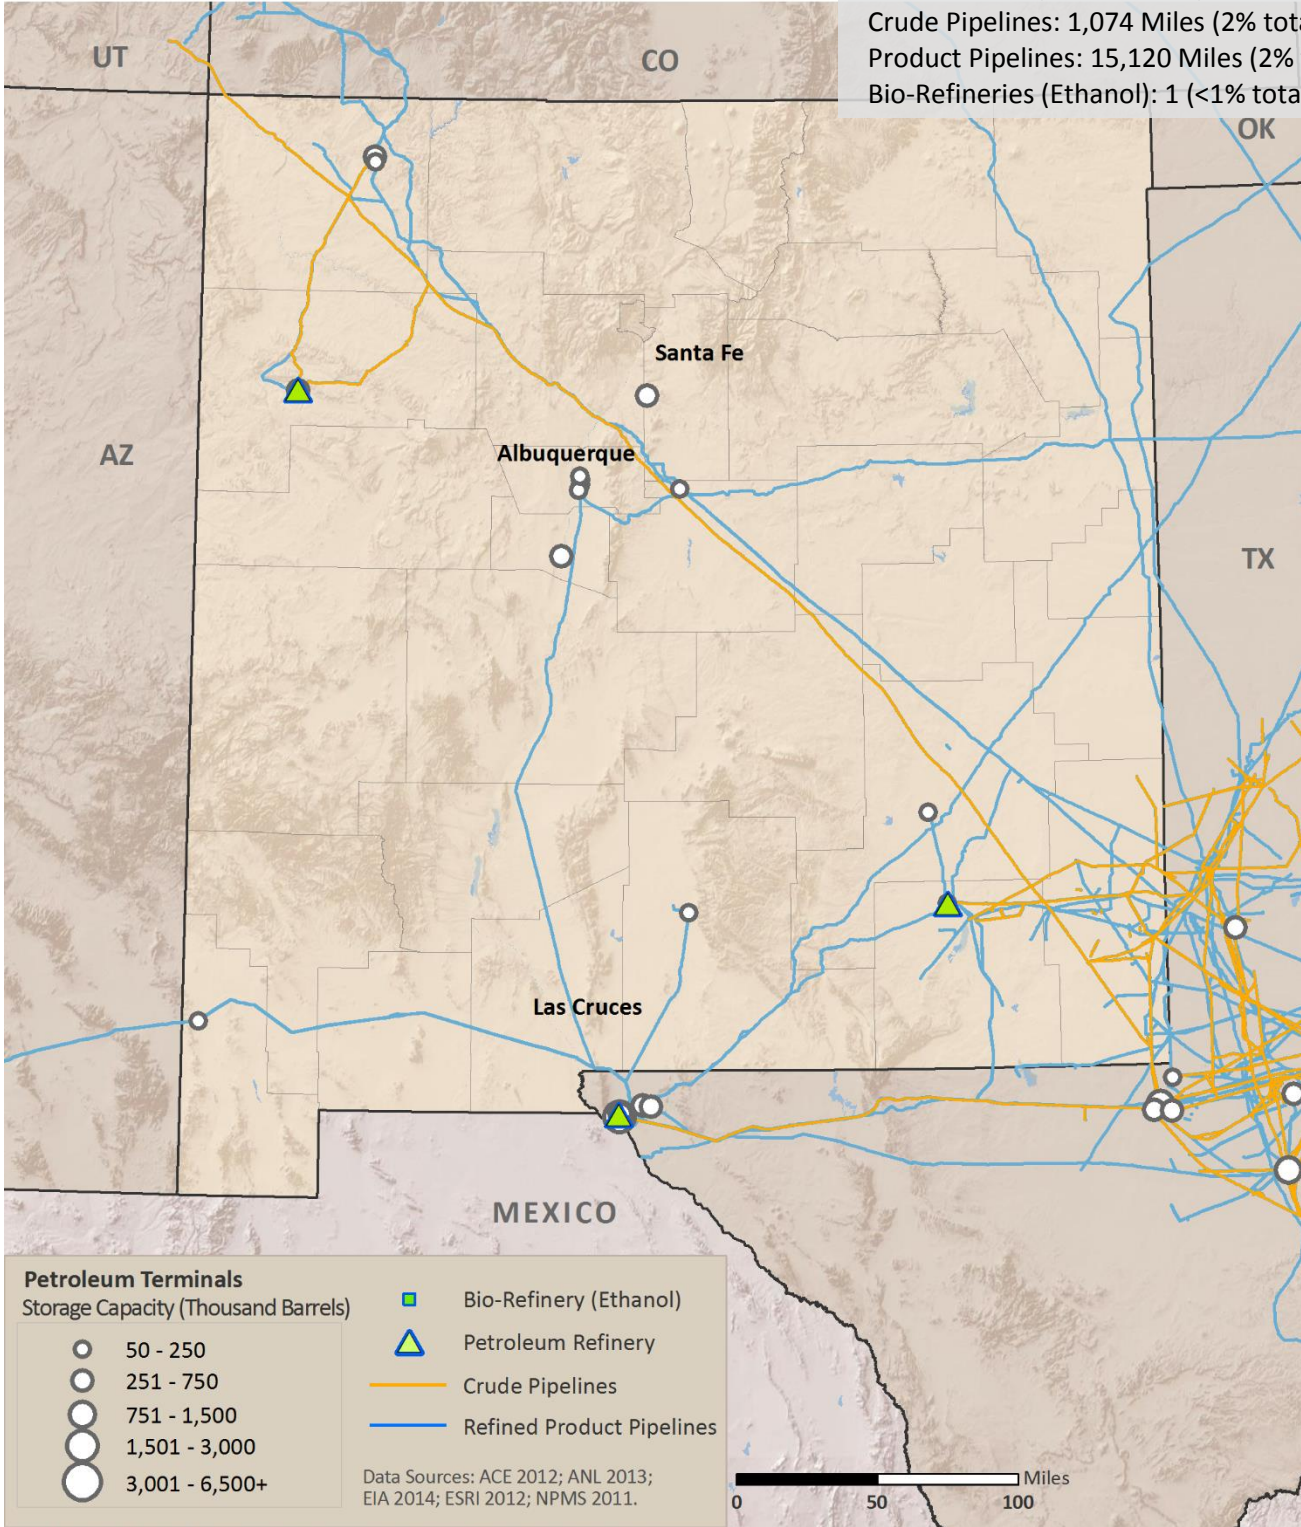 Crude Pipelines: 1,074 Miles (2% tota
Product Pipelines: 15,120 Miles (2%
Bio-Refineries (Ethanol): 1 (<1% tota
UT
CO
OK
Santa Fe
AZ
Albuquerque
TX
Las Cruces
MEXICO
Petroleum Terminals
Storage Capacity (Thousand Barrels)
50 - 250
251 - 750
751 - 1,500
1,501 - 3,000
3,001 - 6,500+
Bio-Refinery (Ethanol)
Petroleum Refinery
Crude Pipelines
Refined Product Pipelines
Data Sources: ACE 2012; ANL 2013;
EIA 2014; ESRI 2012; NPMS 2011.
Miles
0 50 100